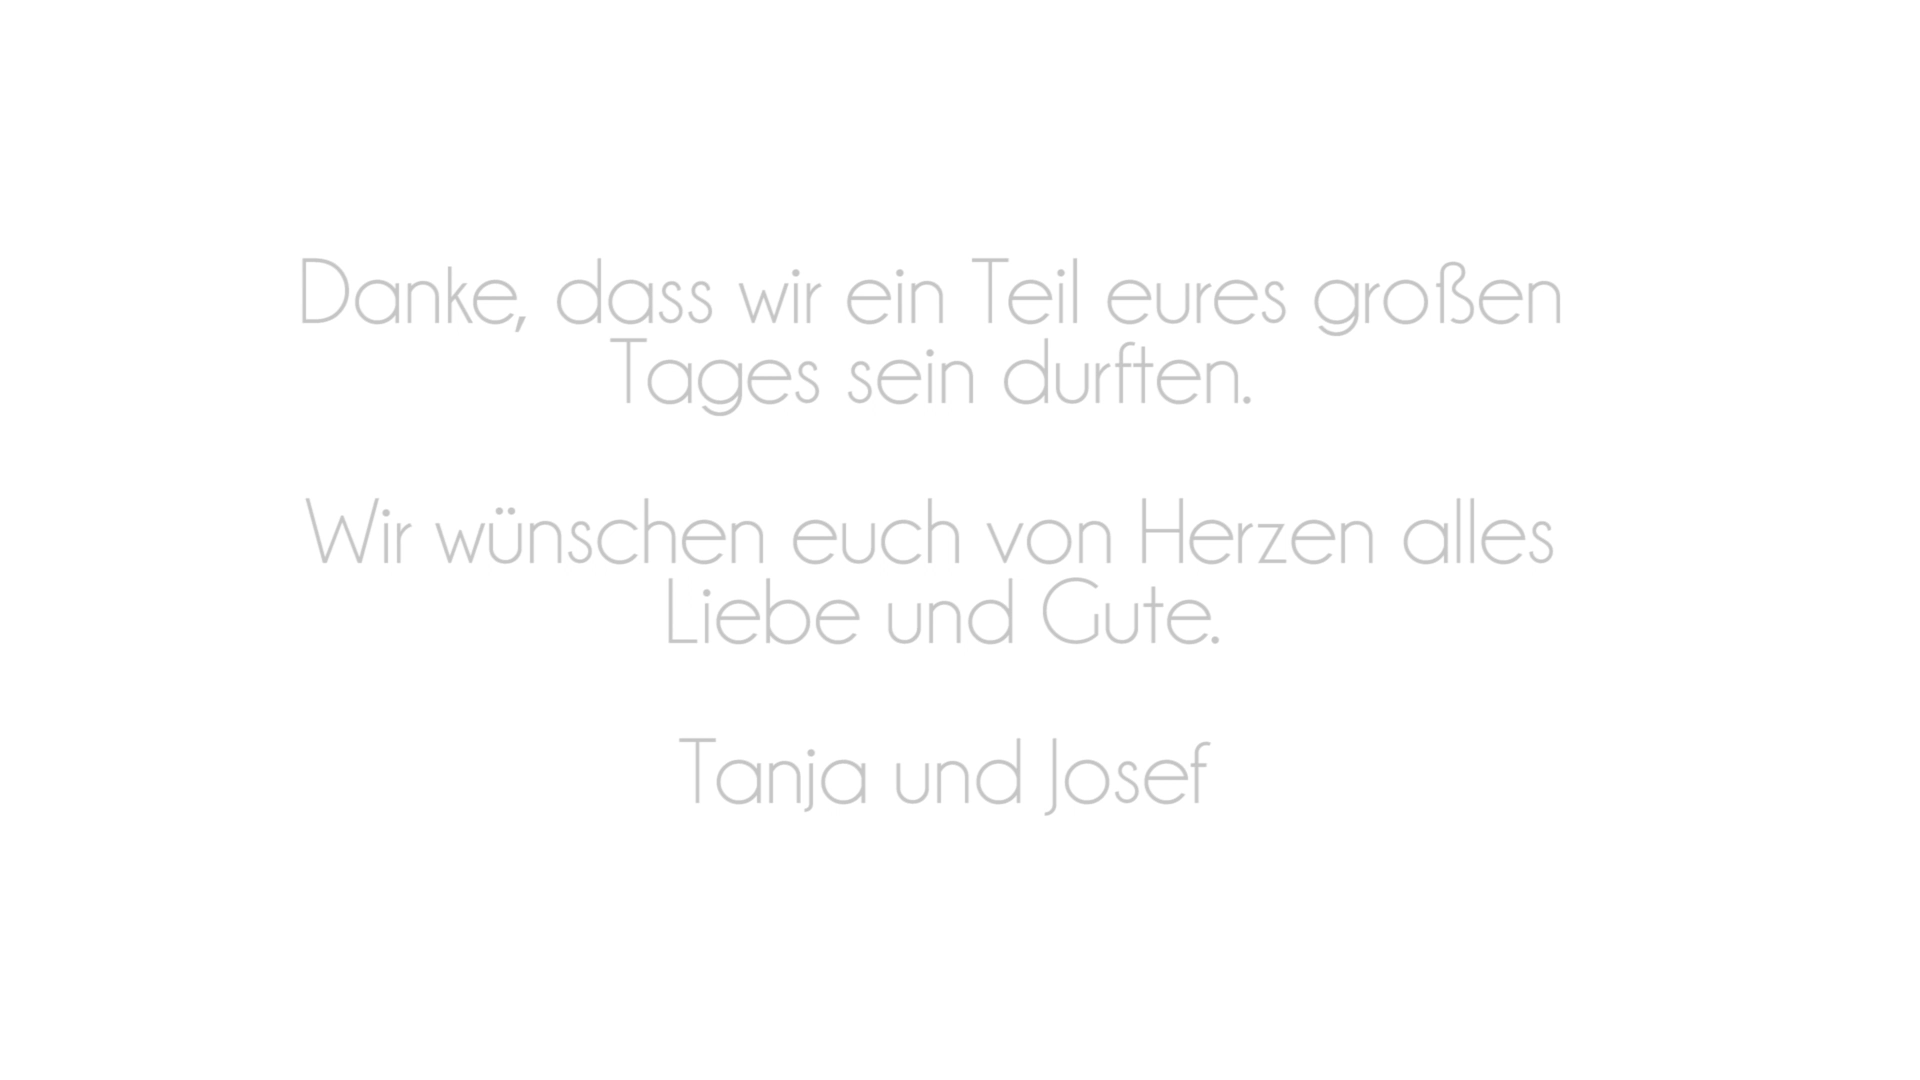 Danke, dass wir ein Teil eures großen
Tages sein durften.
Wir wünschen euch von Herzen alles
Liebe und Gute.
Tanja und Josef